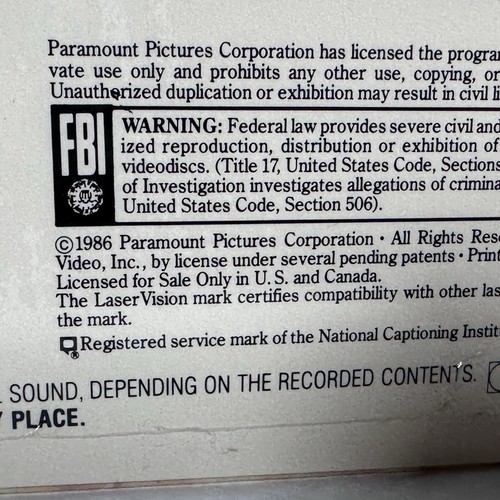 Paramount Pictures Corporation has licensed the progra
vate use only and prohibits any other use, copying, or
Unauthorized duplication or exhibition may result in civil li
FBI
WARNING: Federal law provides severe civil and
ized reproduction, distribution or exhibition of
videodiscs. (Title 17, United States Code, Sections
of Investigation investigates allegations of crimina
United States Code, Section 506).
©1986 Paramount Pictures Corporation • All Rights Rese
Video, Inc., by license under several pending patents • Print
Licensed for Sale Only in U.S. and Canada.
The LaserVision mark certifies compatibility with other las
the mark.
Registered service mark of the National Captioning Instit
SOUND, DEPENDING ON THE RECORDED CONTENTS.
PLACE.